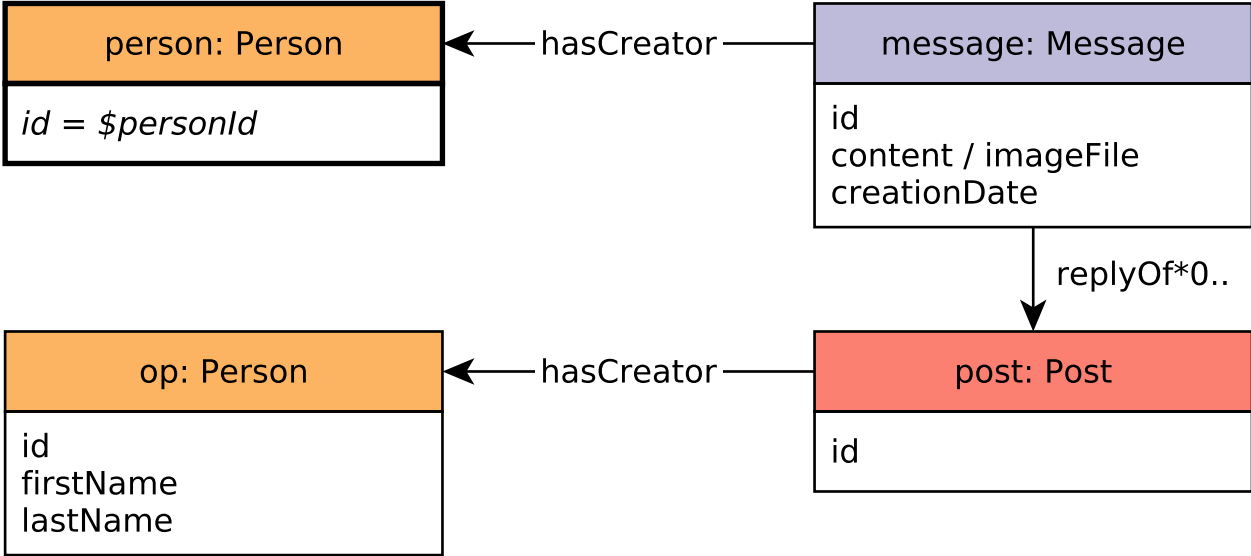 person: Person
id = $personId
hasCreator
message: Message
id
content / imageFile
creationDate
replyOf*0..
op: Person
id
firstName
lastName
hasCreator
post: Post
id